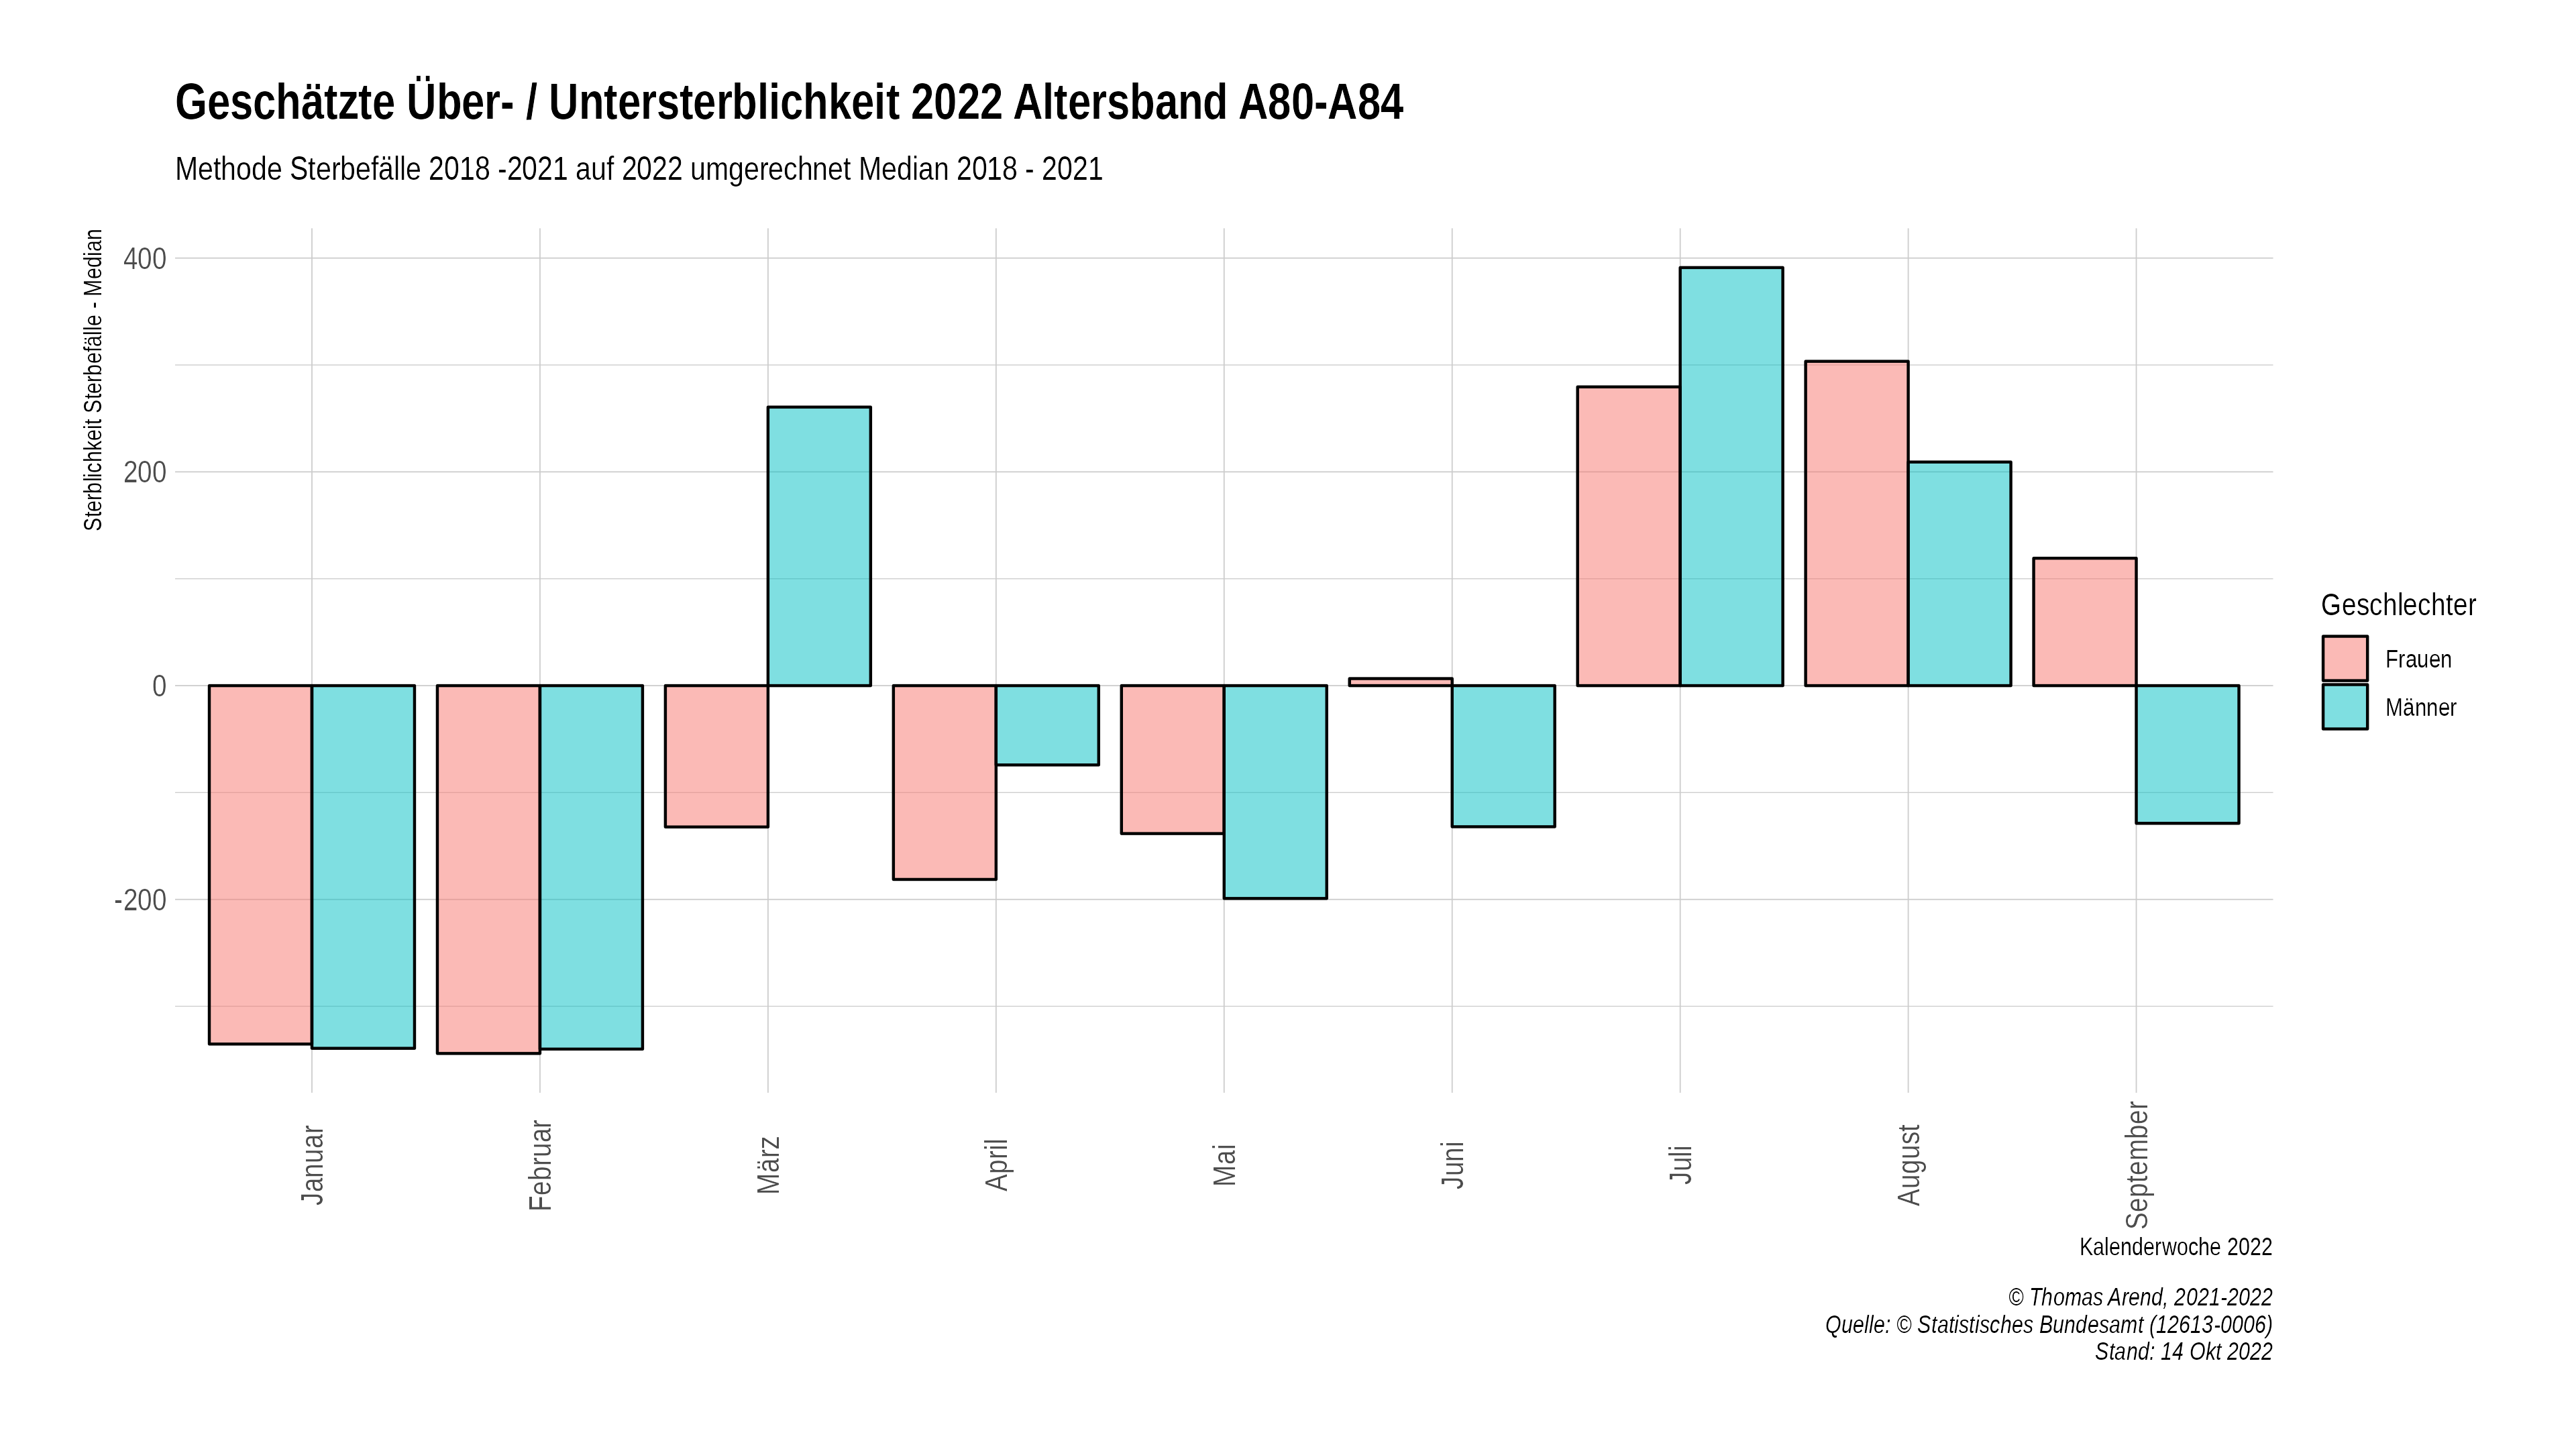 Geschätzte Über- / Untersterblichkeit 2022 Altersband A80-A84
Methode Sterbefälle 2018 -2021 auf 2022 umgerechnet Median 2018 - 2021
Sterblichkeit Sterbefälle - Median
400
200
0
-200
Geschlechter
Frauen
Männer
Januar
Februar
März
April
Mai
Juni
Juli
August
September
Kalenderwoche 2022
© Thomas Arend, 2021-2022
Quelle: © Statistisches Bundesamt (12613-0006)
Stand: 14 Okt 2022